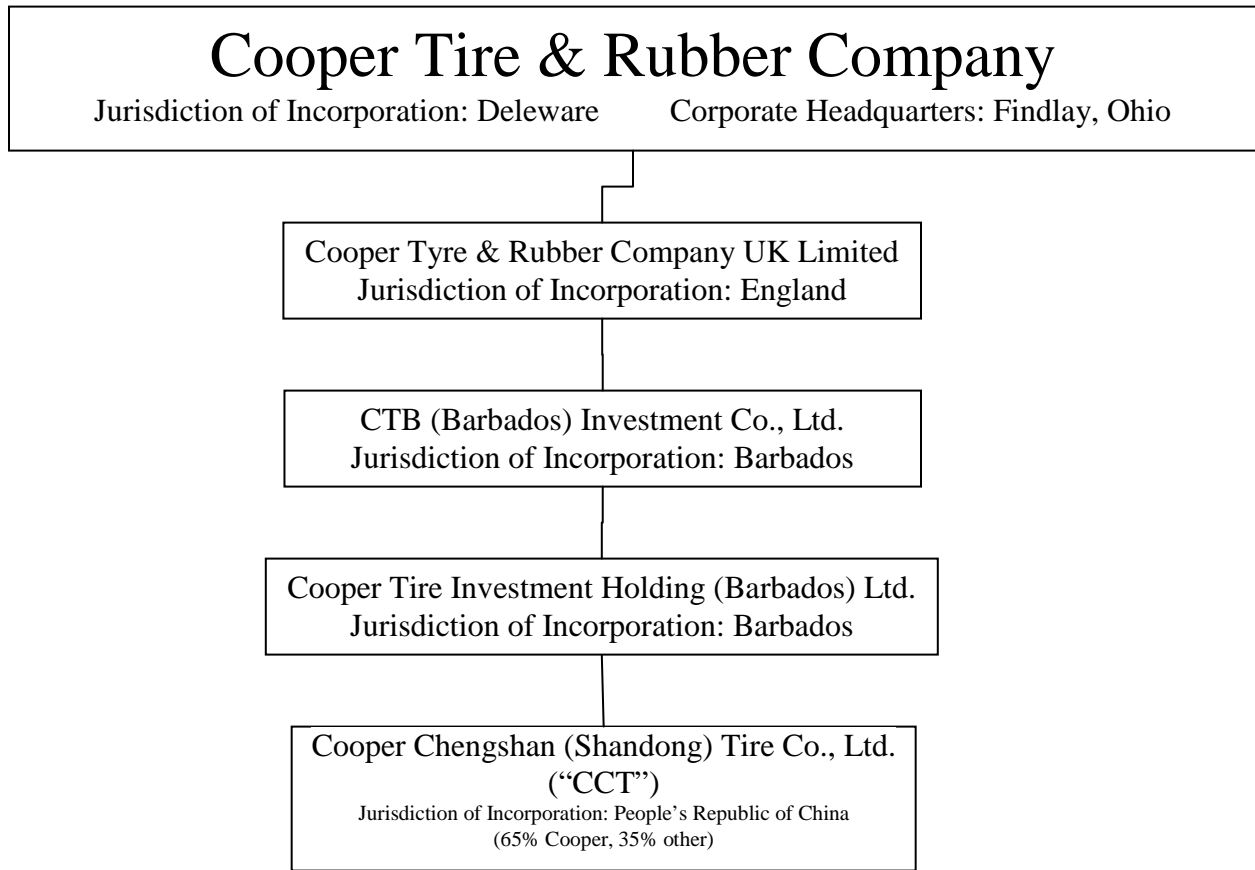 Cooper Tire & Rubber Company
Jurisdiction of Incorporation: Deleware Corporate Headquarters: Findlay, Ohio
Cooper Tyre & Rubber Company UK Limited
Jurisdiction of Incorporation: England
CTB (Barbados) Investment Co., Ltd.
Jurisdiction of Incorporation: Barbados
Cooper Tire Investment Holding (Barbados) Ltd.
Jurisdiction of Incorporation: Barbados
Cooper Chengshan (Shandong) Tire Co., Ltd.
(“CCT”)
Jurisdiction of Incorporation: People’s Republic of China
(65% Cooper, 35% other)